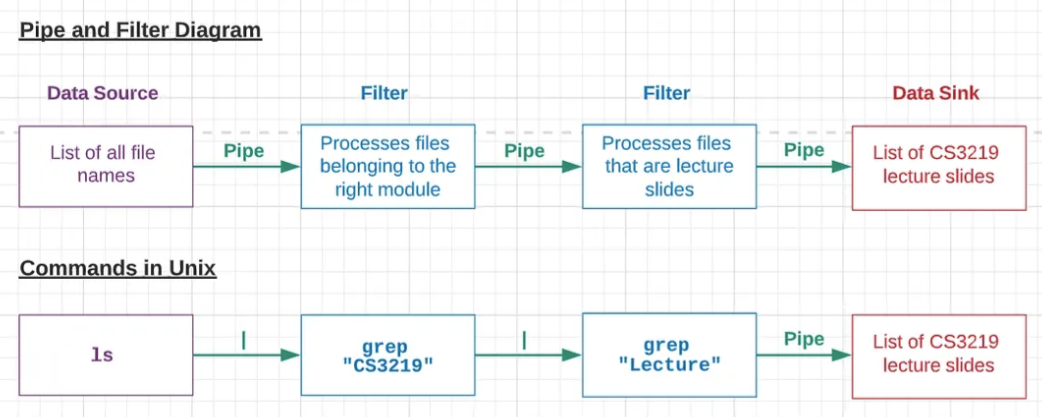 Pipe and Filter Diagram
Data Source
Filter
Filter
Data Sink
List of all file
names
Pipe
Processes files
belonging to the
right module
Pipe
Processes files
that are lecture
slides
Pipe
List of CS3219
lecture slides
Commands in Unix
ls
|
grep
"CS3219"
|
grep
"Lecture"
Pipe
List of CS3219
lecture slides